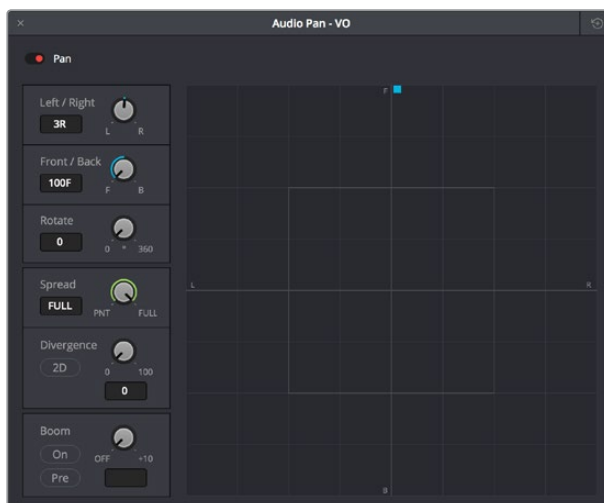 Audio Pan - VO
Pan
Left / Right
3R
L R
Front / Back
100F
F B
Rotate
0
0 ° 360
Spread
FULL
PNT FULL
Divergence
2D
0 100
0
Boom
On
OFF +10
Pre
F
L R
B